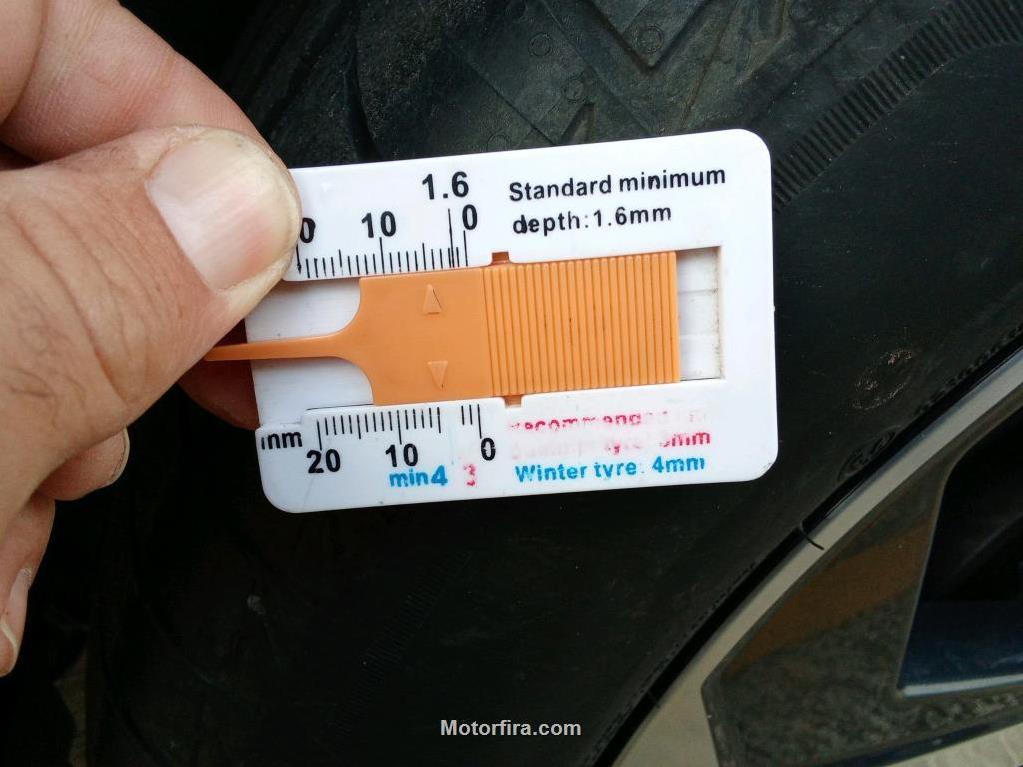 1.6
10 0
Standard minimum
depth:1.6mm
20 10 0
min4 3
Winter tyre: 4mm
Motorfira.com